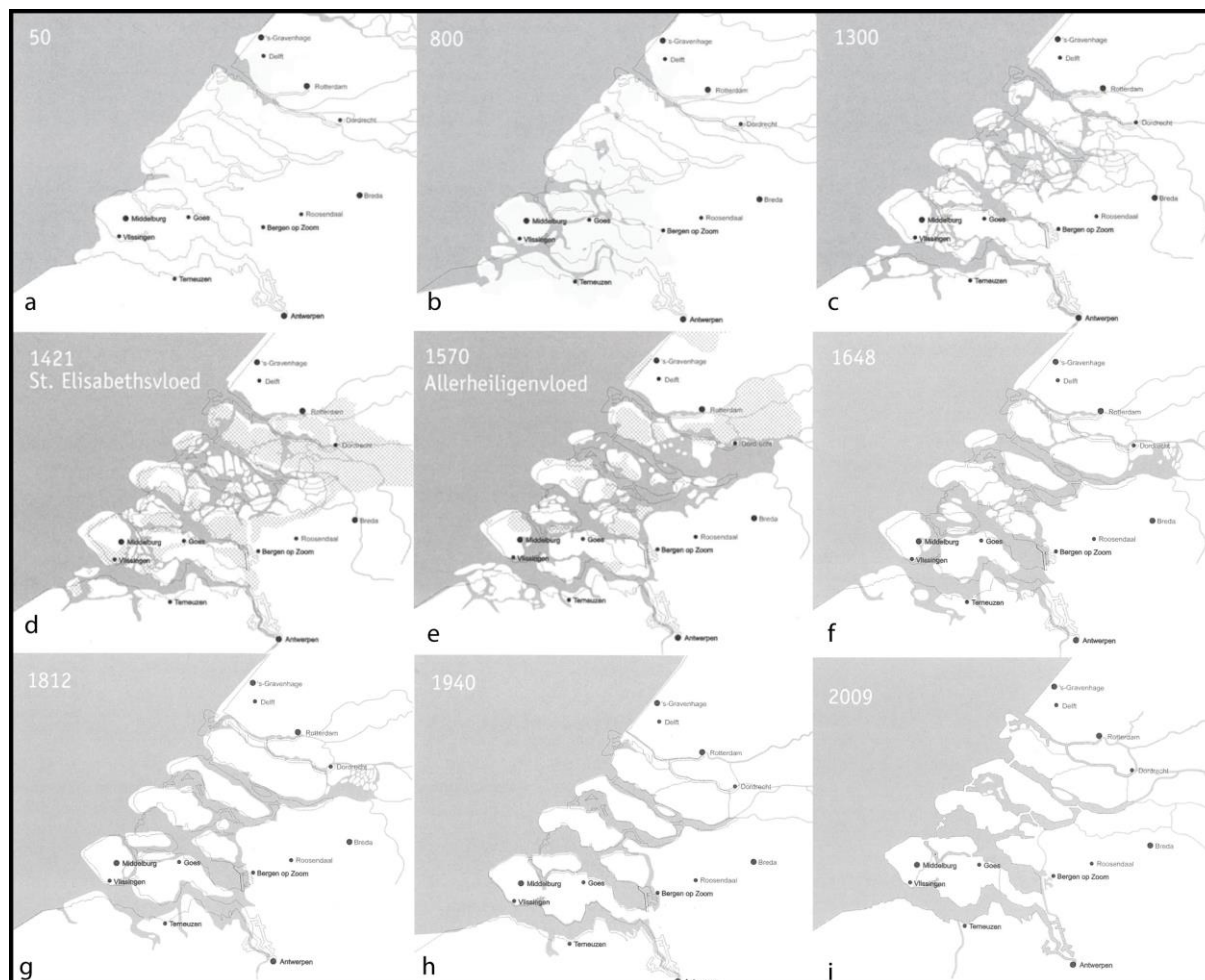 50
's-Gravenhage
Delft
Rotterdam
Dordrecht
Breda
Middelburg
Goes
Roosendaal
Vlissingen
Bergen op Zoom
Terneuzen
Antwerpen
a
800
's-Gravenhage
Delft
Rotterdam
Dordrecht
Breda
Middelburg
Goes
Roosendaal
Vlissingen
Bergen op Zoom
Terneuzen
Antwerpen
b
1300
's-Gravenhage
Delft
Rotterdam
Dordrecht
Breda
Middelburg
Goes
Roosendaal
Vlissingen
Bergen op Zoom
Terneuzen
Antwerpen
c
1421
St. Elisabethsvloed
's-Gravenhage
Delft
Rotterdam
Dordrecht
Breda
Middelburg
Goes
Roosendaal
Vlissingen
Bergen op Zoom
Terneuzen
Antwerpen
d
1570
Allerheiligenvloed
's-Gravenhage
Delft
Rotterdam
Dordrecht
Breda
Middelburg
Goes
Roosendaal
Vlissingen
Bergen op Zoom
Terneuzen
Antwerpen
e
1648
's-Gravenhage
Delft
Rotterdam
Dordrecht
Breda
Middelburg
Goes
Roosendaal
Vlissingen
Bergen op Zoom
Terneuzen
Antwerpen
f
1812
's-Gravenhage
Delft
Rotterdam
Dordrecht
Breda
Middelburg
Goes
Roosendaal
Vlissingen
Bergen op Zoom
Terneuzen
Antwerpen
g
1940
's-Gravenhage
Delft
Rotterdam
Dordrecht
Breda
Middelburg
Goes
Roosendaal
Vlissingen
Bergen op Zoom
Terneuzen
h
2009
's-Gravenhage
Delft
Rotterdam
Dordrecht
Breda
Middelburg
Goes
Roosendaal
Vlissingen
Bergen op Zoom
Terneuzen
Antwerpen
i